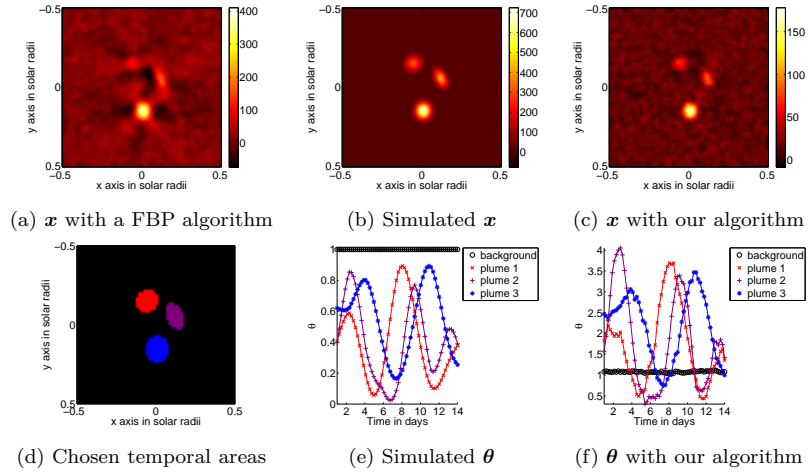 −0.5
0
0.5
y axis in solar radii
−0.5
0
0.5
x axis in solar radii
400
300
200
100
0
(a) x with a FBP algorithm
−0.5
0
0.5
y axis in solar radii
−0.5
0
0.5
x axis in solar radii
700
600
500
400
300
200
100
0
(b) Simulated x
−0.5
0
0.5
y axis in solar radii
−0.5
0
0.5
x axis in solar radii
150
100
50
0
(c) x with our algorithm
−0.5
0
0.5
y axis in solar radii
−0.5
0
0.5
x axis in solar radii
(d) Chosen temporal areas
1
0.8
0.6
0.4
0.2
0
θ
2 4 6 8 10 12 14
Time in days
background
plume 1
plume 2
plume 3
(e) Simulated θ
4
3.5
3
2.5
2
1.5
1
0.5
θ
2 4 6 8 10 12 14
Time in days
background
plume 1
plume 2
plume 3
(f) θ with our algorithm